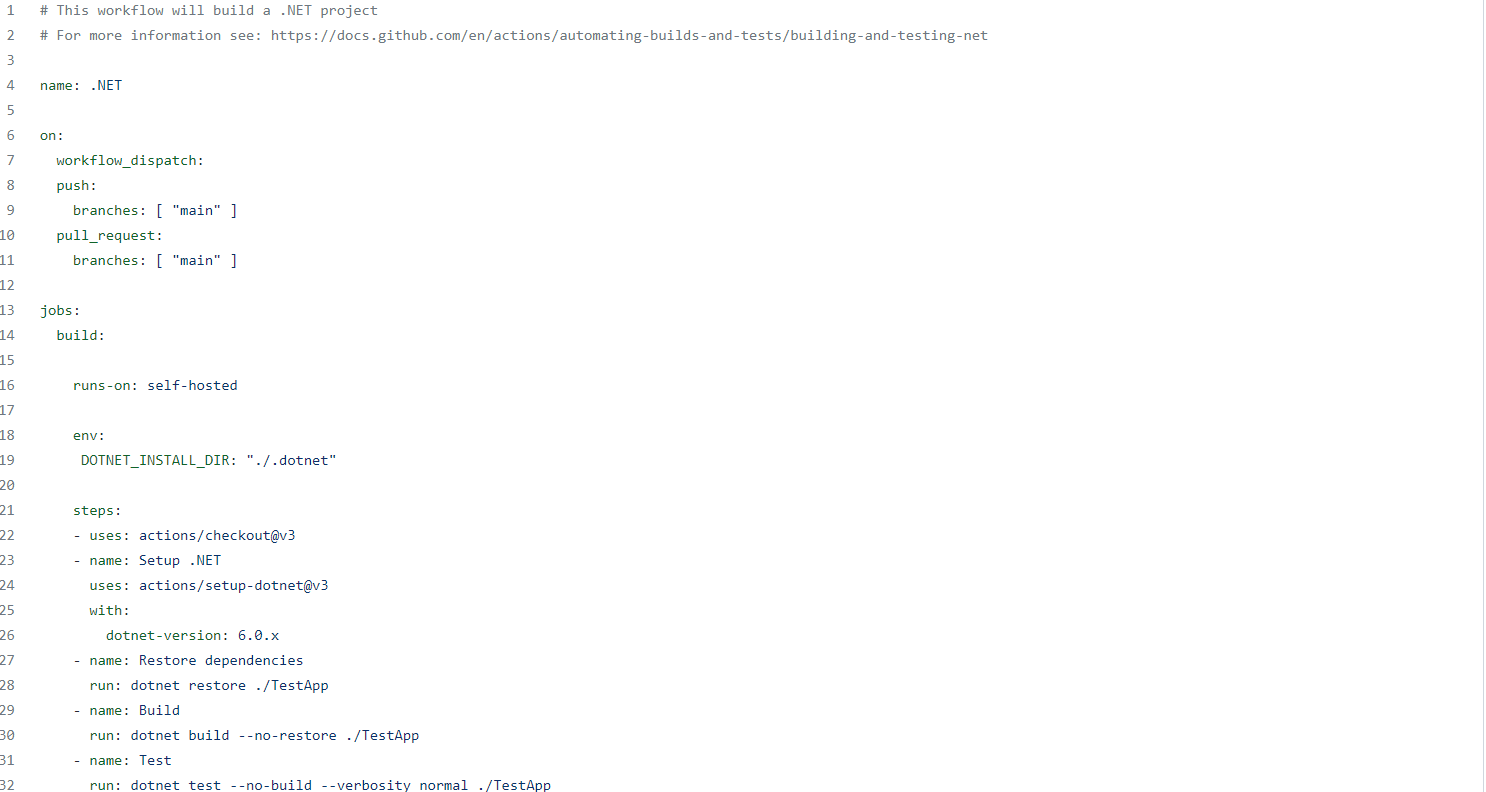 1 # This workflow will build a .NET project
2 # For more information see: https://docs.github.com/en/actions/automating-builds-and-tests/building-and-testing-net
3
4 name: .NET
5
6 on:
7   workflow_dispatch:
8   push:
9     branches: [ "main" ]
10   pull_request:
11     branches: [ "main" ]
12
13 jobs:
14   build:
15
16     runs-on: self-hosted
17
18     env:
19      DOTNET_INSTALL_DIR: "./.dotnet"
20
21     steps:
22     - uses: actions/checkout@v3
23     - name: Setup .NET
24       uses: actions/setup-dotnet@v3
25       with:
26         dotnet-version: 6.0.x
27     - name: Restore dependencies
28       run: dotnet restore ./TestApp
29     - name: Build
30       run: dotnet build --no-restore ./TestApp
31     - name: Test
32       run: dotnet test --no-build --verbosity normal ./TestApp